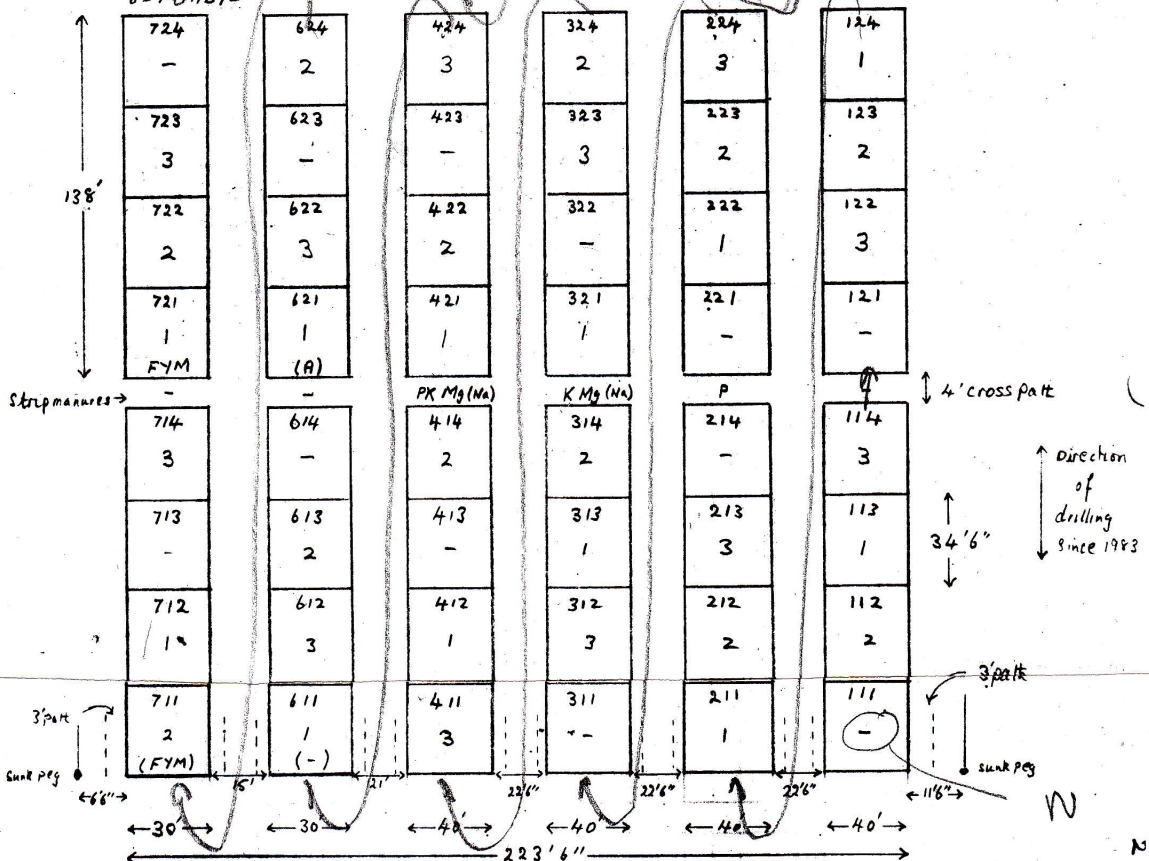 724 624 424 324 224 124
- 2 3 2 3 1
723 623 423 323 223 123
3 - - 3 2 2
138'
722 622 422 322 222 122
2 3 2 - 1 3
721 621 421 321 221 121
1 1 1 1 - -
FYM (A)
Strip manures → - - PK Mg (Na) K Mg (Na) P 4' cross path
714 614 414 314 214 114
3 - 2 2 - 3
Direction
of
drilling
since 1983
713 613 413 313 213 113
- 2 - 1 3 1
34'6"
712 612 412 312 212 112
1 3 1 3 2 2
3' path
711 611 411 311 211 111
3' path
2 1 3 - 1 -
(FYM) (-)
sunk peg sunk peg
6'6" 21' 22'6" 22'6" 22'6" 11'6"
N
30' 30 40' 40' 40 40'
223'6"
N